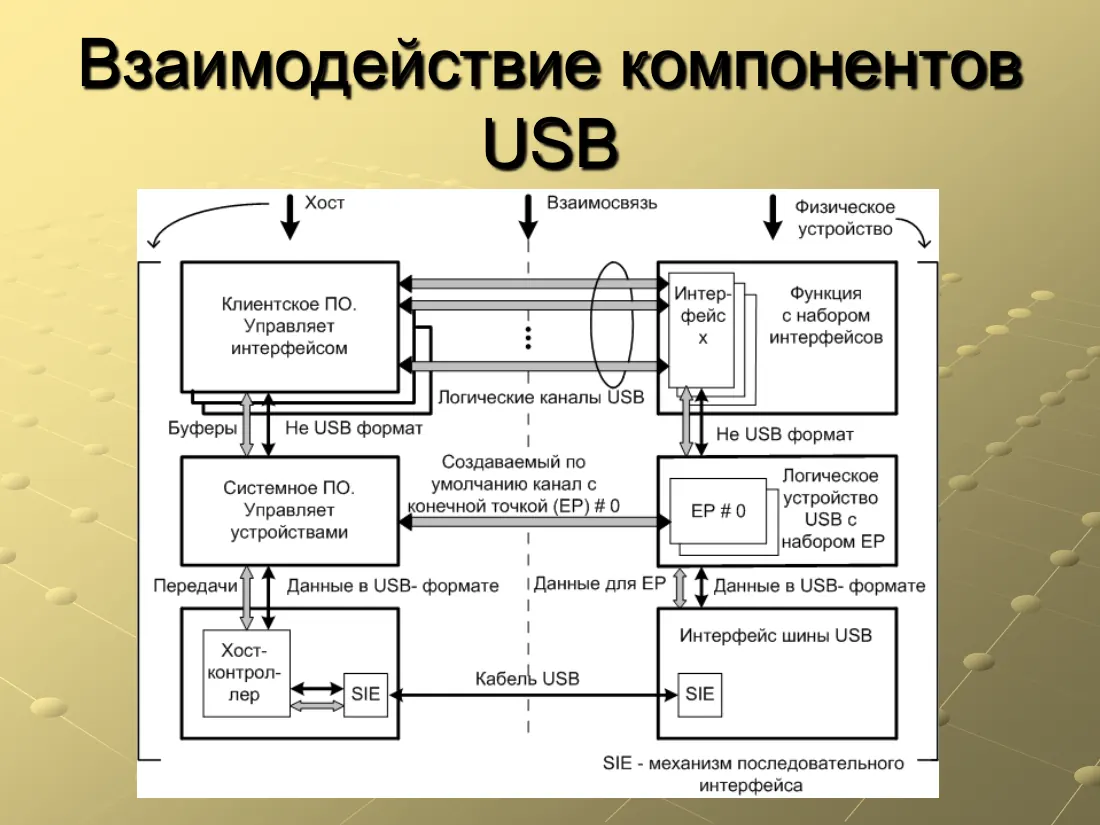 Взаимодействие компонентов
USB
Хост
Взаимосвязь
Физическое
устройство
Клиентское ПО.
Управляет
интерфейсом
Интер-
фейс
х
Функция
с набором
интерфейсов
Логические каналы USB
Буферы
Не USB формат
Не USB формат
Системное ПО.
Управляет
устройствами
Создаваемый по
умолчанию канал с
конечной точкой (EP) # 0
EP # 0
Логическое
устройство
USB с
набором EP
Передачи
Данные в USB- формате
Данные для EP
Данные в USB- формате
Хост-
контрол-
лер
SIE
Кабель USB
Интерфейс шины USB
SIE
SIE - механизм последовательного
интерфейса